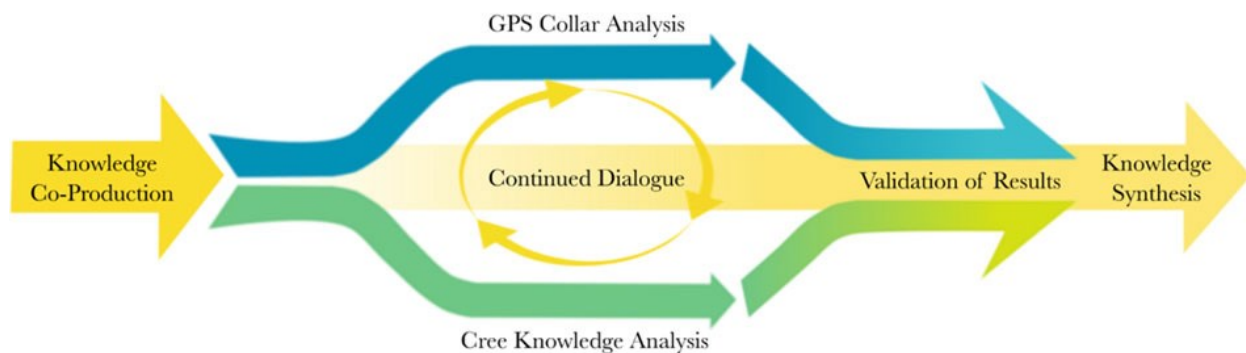 GPS Collar Analysis
Knowledge
Co-Production
Continued Dialogue
Validation of Results
Knowledge
Synthesis
Cree Knowledge Analysis